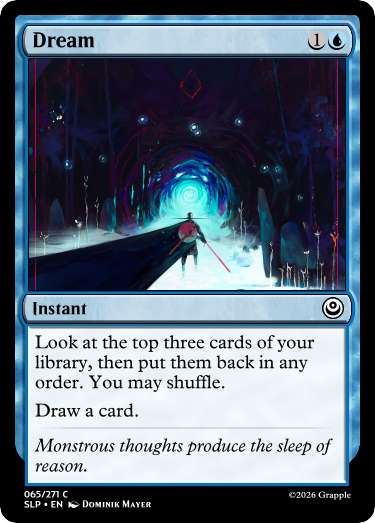 Dream 1
Instant
Look at the top three cards of your
library, then put them back in any
order. You may shuffle.
Draw a card.
Monstrous thoughts produce the sleep of
reason.
065/271 C
SLP • EN Dominik Mayer
©2026 Grapple